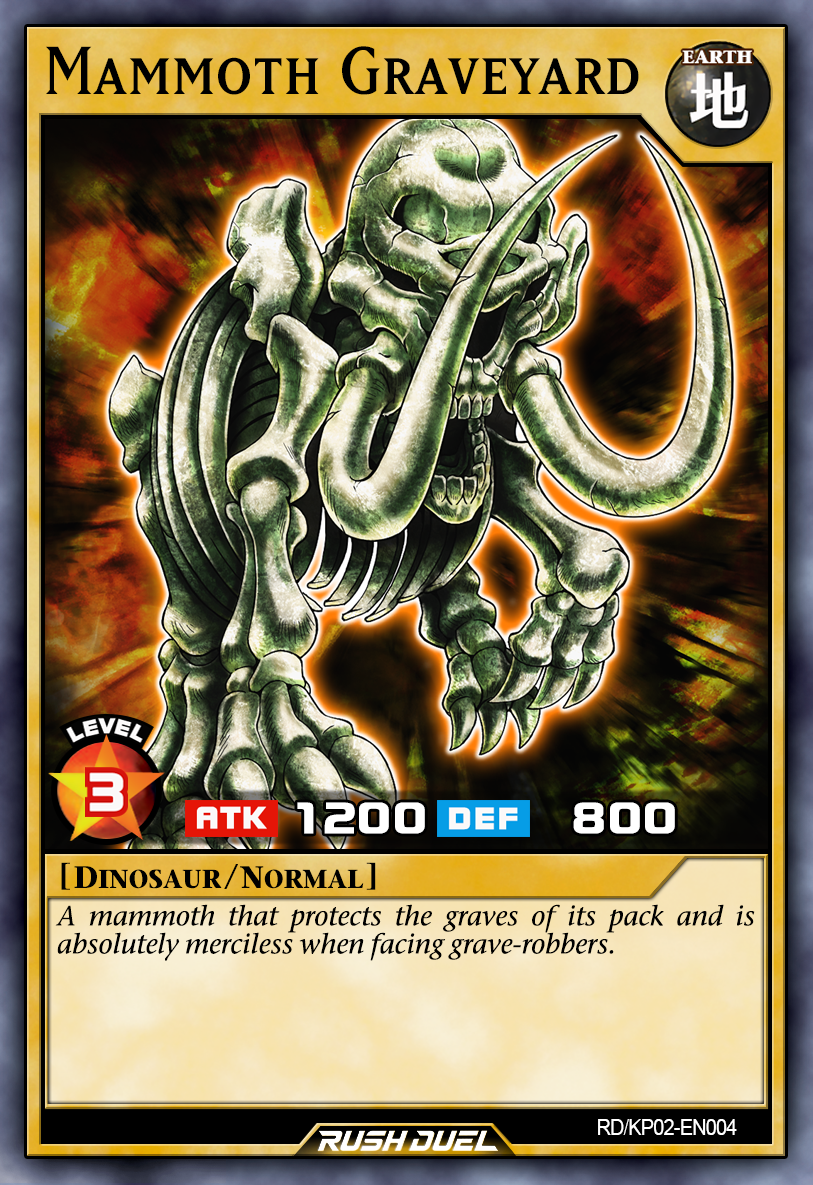 MAMMOTH GRAVEYARD
EARTH
地
LEVEL
3
ATK 1200 DEF 800
[DINOSAUR/NORMAL]
A mammoth that protects the graves of its pack and is
absolutely merciless when facing grave-robbers.
RD/KP02-EN004
RUSH DUEL